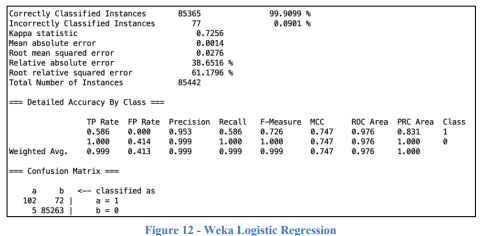 Correctly Classified Instances 85365 99.9099 %
Incorrectly Classified Instances 77 0.0901 %
Kappa statistic 0.7256
Mean absolute error 0.0014
Root mean squared error 0.0276
Relative absolute error 38.6516 %
Root relative squared error 61.1796 %
Total Number of Instances 85442
=== Detailed Accuracy By Class ===
TP Rate FP Rate Precision Recall F-Measure MCC ROC Area PRC Area Class
0.586 0.000 0.953 0.586 0.726 0.747 0.976 0.831 1
1.000 0.414 0.999 1.000 1.000 0.747 0.976 1.000 0
Weighted Avg. 0.999 0.413 0.999 0.999 0.999 0.747 0.976 1.000
=== Confusion Matrix ===
a b <-- classified as
102 72 | a = 1
5 85263 | b = 0
Figure 12 - Weka Logistic Regression